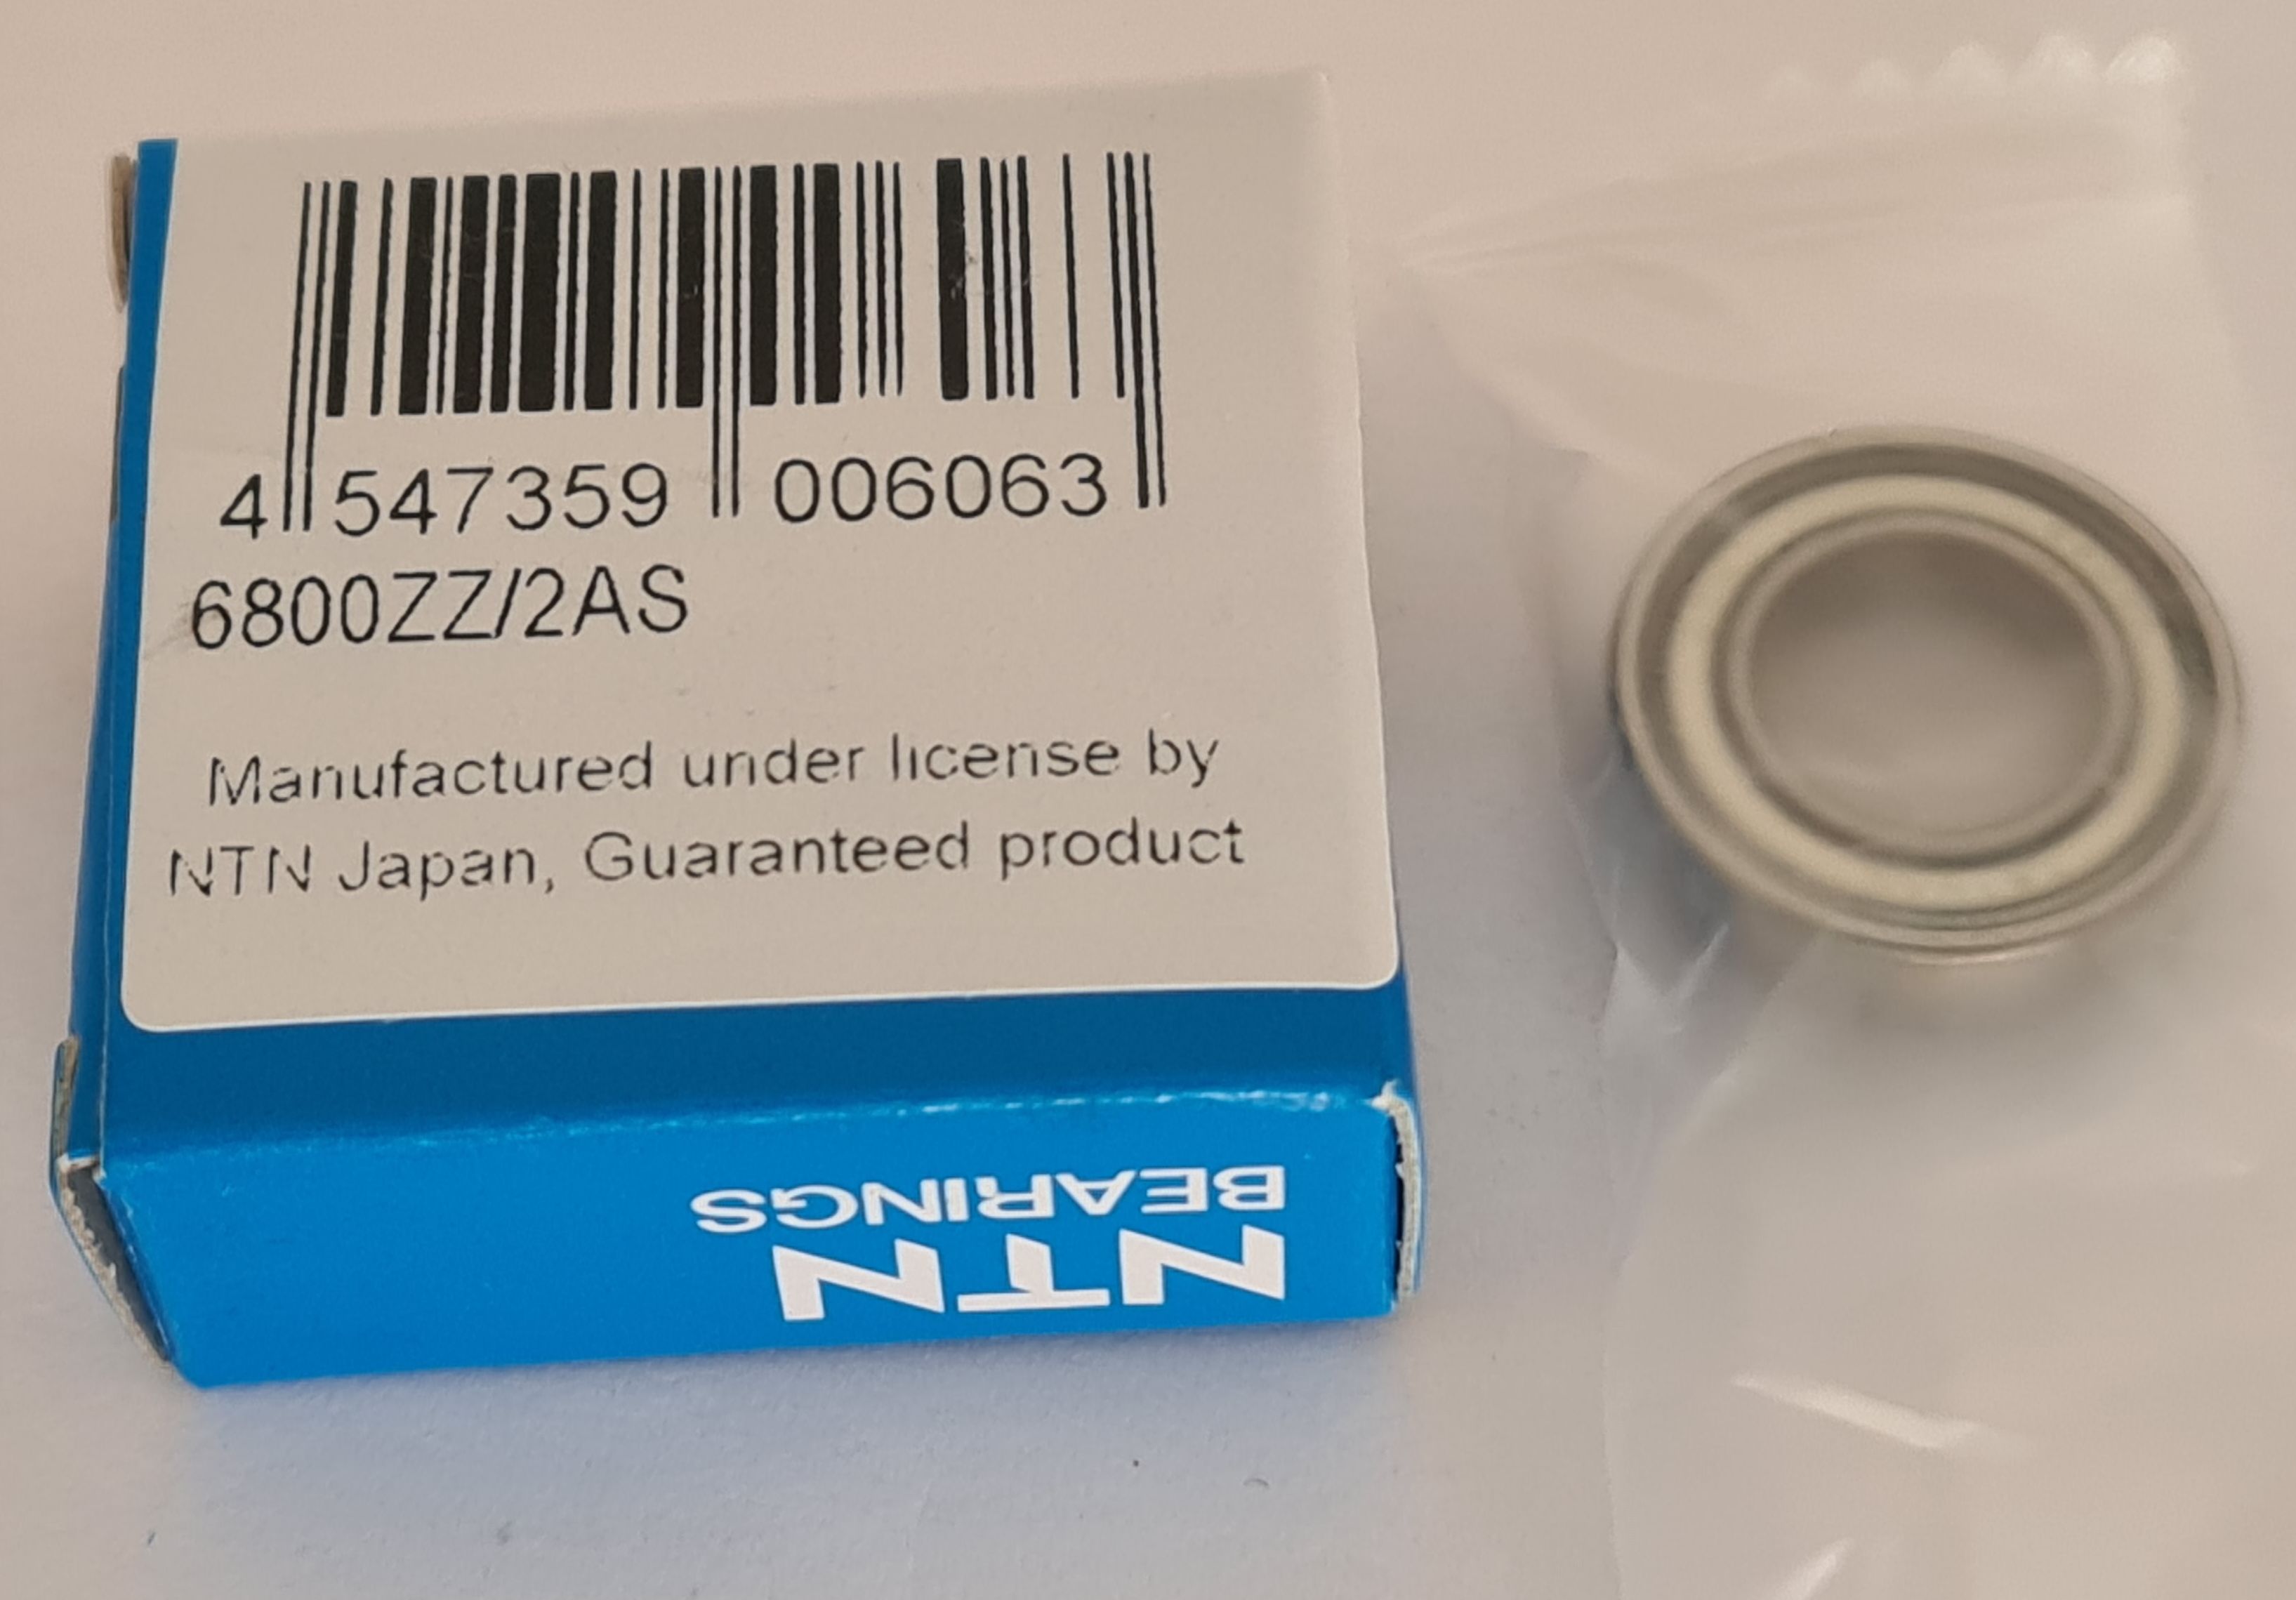 4 547359 006063
6800ZZ/2AS
Manufactured under license by
NTN Japan, Guaranteed product
NTN
BEARINGS